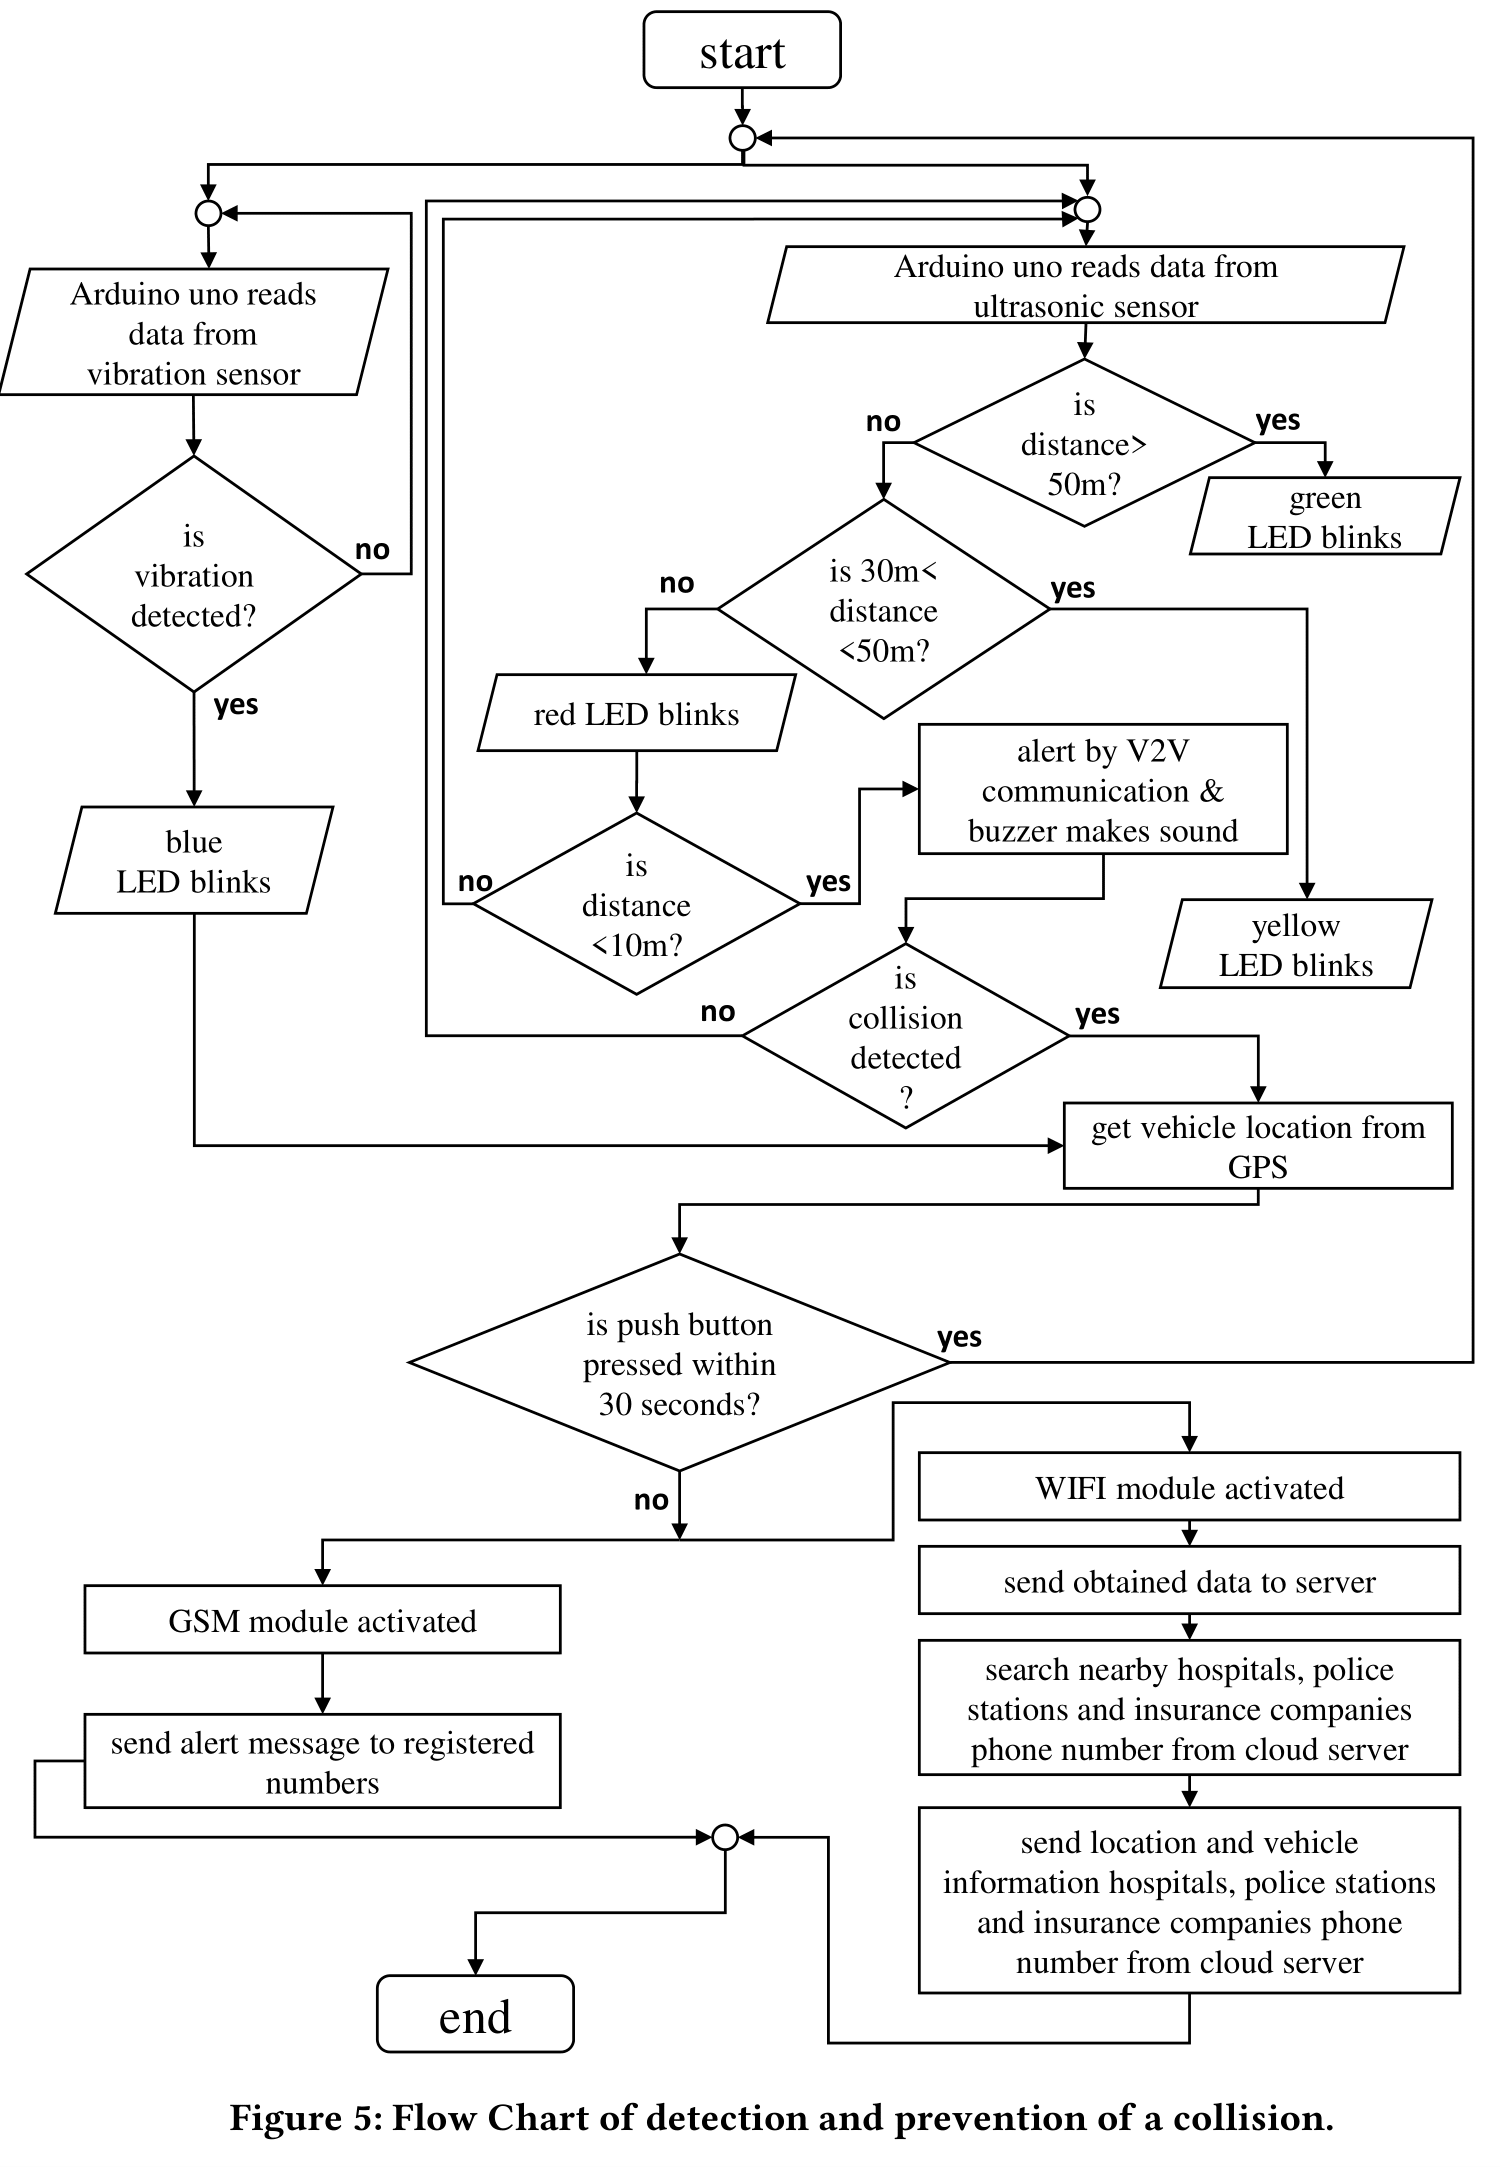 start
Arduino uno reads
data from
vibration sensor
Arduino uno reads data from
ultrasonic sensor
is
distance>
50m?
no
yes
green
LED blinks
is
vibration
detected?
no
yes
is 30m<
distance
<50m?
no
yes
red LED blinks
alert by V2V
communication &
buzzer makes sound
blue
LED blinks
is
distance
<10m?
no
yes
yellow
LED blinks
is
collision
detected
?
no
yes
get vehicle location from
GPS
is push button
pressed within
30 seconds?
yes
no
WIFI module activated
send obtained data to server
search nearby hospitals, police
stations and insurance companies
phone number from cloud server
send location and vehicle
information hospitals, police stations
and insurance companies phone
number from cloud server
GSM module activated
send alert message to registered
numbers
end
Figure 5: Flow Chart of detection and prevention of a collision.